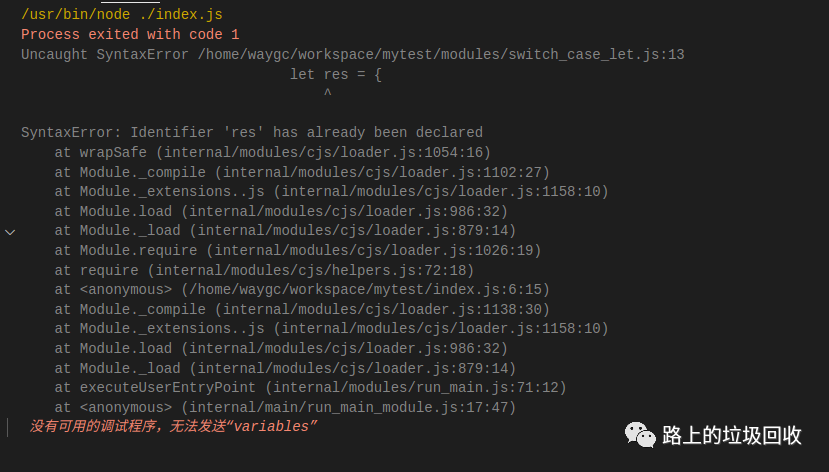 /usr/bin/node ./index.js
Process exited with code 1
Uncaught SyntaxError /home/waygc/workspace/mytest/modules/switch_case_let.js:13
let res = {
^
SyntaxError: Identifier 'res' has already been declared
at wrapSafe (internal/modules/cjs/loader.js:1054:16)
at Module._compile (internal/modules/cjs/loader.js:1102:27)
at Module._extensions..js (internal/modules/cjs/loader.js:1158:10)
at Module.load (internal/modules/cjs/loader.js:986:32)
at Module._load (internal/modules/cjs/loader.js:879:14)
at Module.require (internal/modules/cjs/loader.js:1026:19)
at require (internal/modules/cjs/helpers.js:72:18)
at <anonymous> (/home/waygc/workspace/mytest/index.js:6:15)
at Module._compile (internal/modules/cjs/loader.js:1138:30)
at Module._extensions..js (internal/modules/cjs/loader.js:1158:10)
at Module.load (internal/modules/cjs/loader.js:986:32)
at Module._load (internal/modules/cjs/loader.js:879:14)
at executeUserEntryPoint (internal/modules/run_main.js:71:12)
at <anonymous> (internal/main/run_main_module.js:17:47)
没有可用的调试程序，无法发送“variables”
路上的垃圾回收